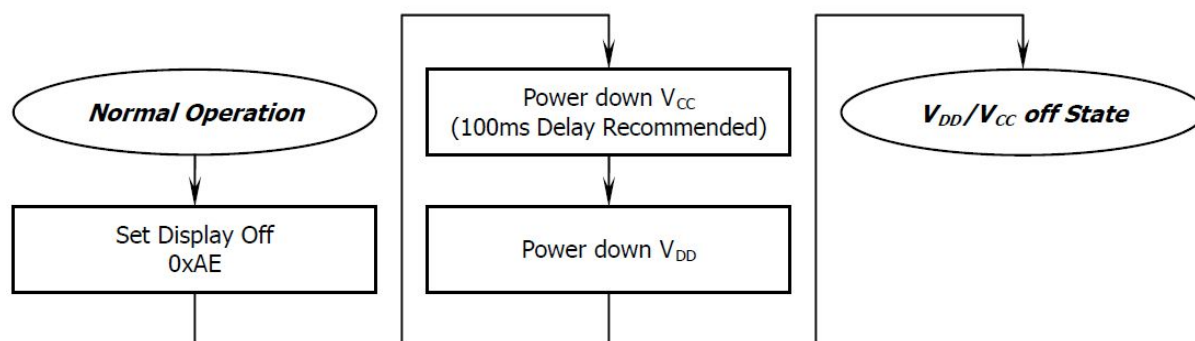 Normal Operation
Set Display Off
0xAE
Power down VCC
(100ms Delay Recommended)
Power down VDD
VDD/VCC off State